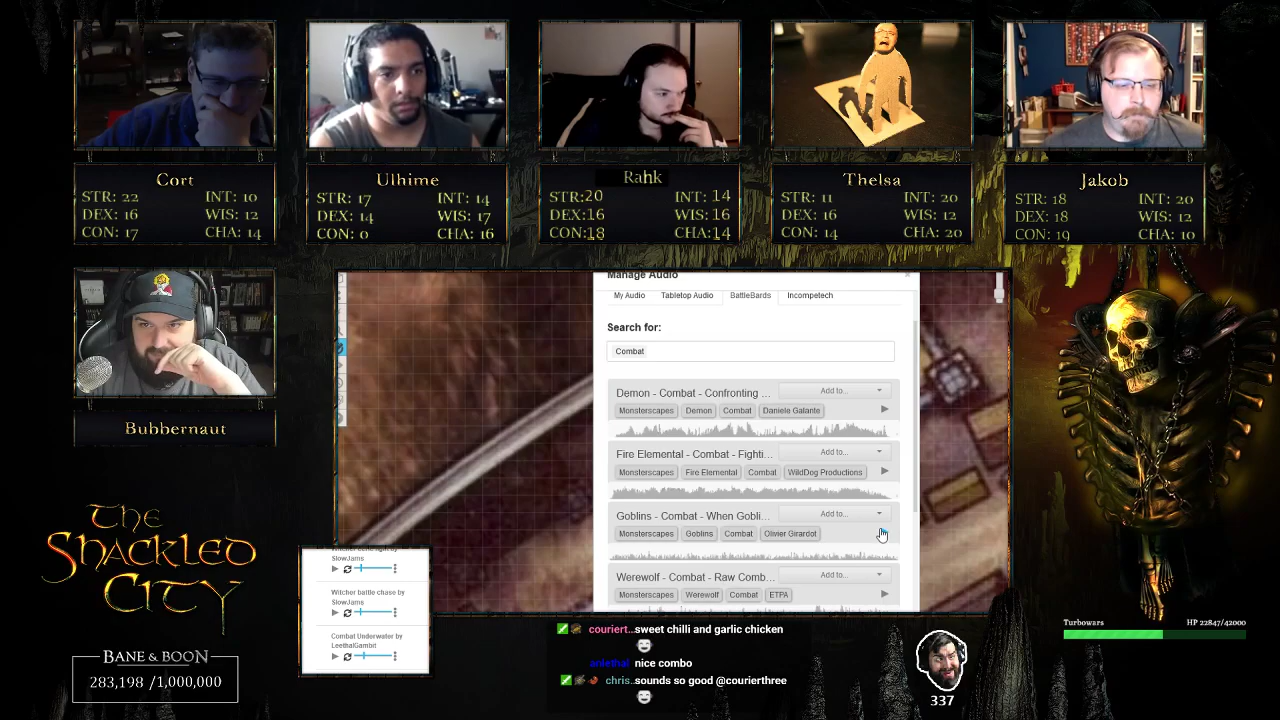 Cort
STR: 22 INT: 10
DEX: 16 WIS: 12
CON: 17 CHA: 14
Ulhime
STR: 17 INT: 14
DEX: 14 WIS: 17
CON: 0 CHA: 16
Rahk
STR:20 INT: 14
DEX:16 WIS: 16
CON:18 CHA:14
Thelsa
STR: 11 INT: 20
DEX: 16 WIS: 12
CON: 14 CHA: 20
Jakob
STR: 18 INT: 20
DEX: 18 WIS: 12
CON: 19 CHA: 10
Bubbernaut
Manage Audio
My Audio Tabletop Audio BattleBards Incompetech
Search for:
Combat
Demon - Combat - Confronting ... Add to...
Monsterscapes Demon Combat Daniele Galante
Fire Elemental - Combat - Fighti... Add to...
Monsterscapes Fire Elemental Combat WildDog Productions
Goblins - Combat - When Gobli... Add to...
Monsterscapes Goblins Combat Olivier Girardot
Werewolf - Combat - Raw Comb... Add to...
Monsterscapes Werewolf Combat ETPA
The
Shackled
City
Bane & Boon
283,198 /1,000,000
SlowJams
Witcher battle chase by
SlowJams
Combat Underwater by
LeetitalGambit
couriert...sweet chilli and garlic chicken
anlethal nice combo
chris...sounds so good @courierthree
337
Turbowars HP 22847/42000